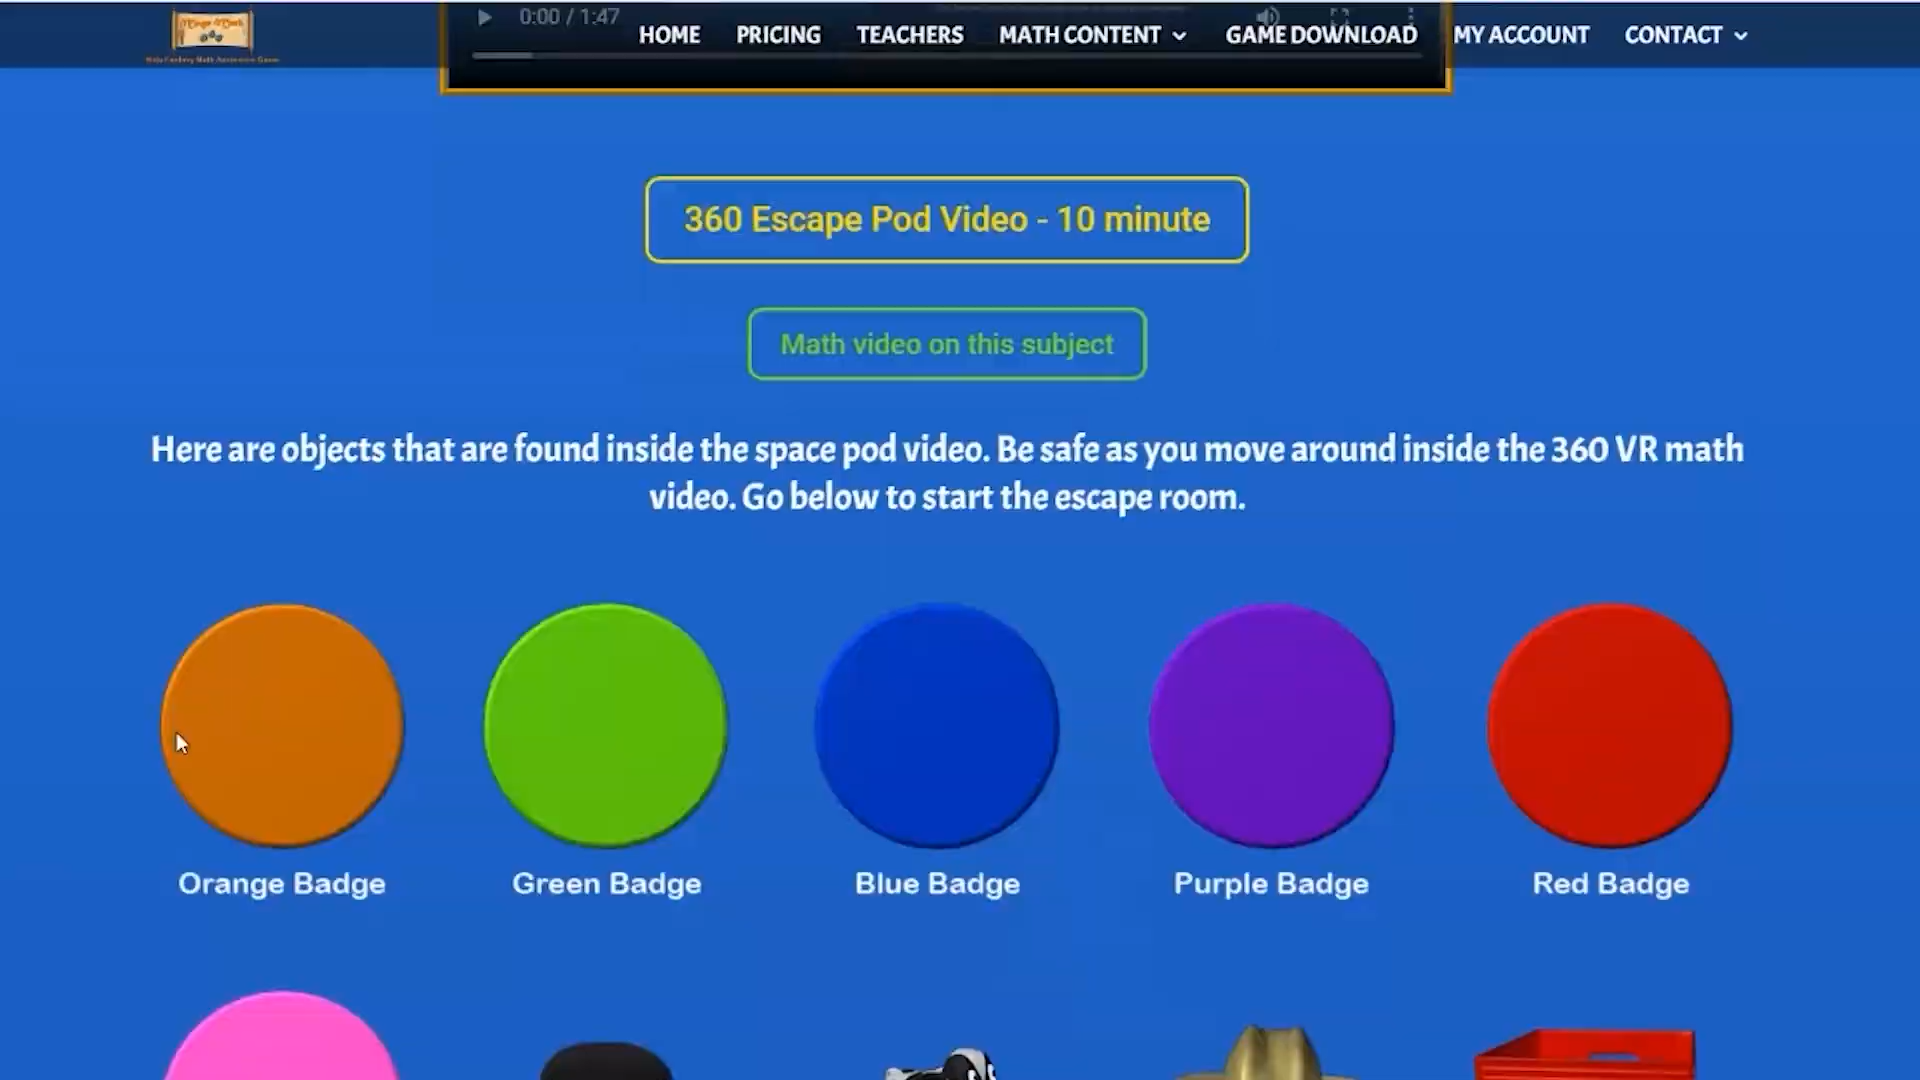 0:00 / 1:47
HOME PRICING TEACHERS MATH CONTENT GAME DOWNLOAD MY ACCOUNT CONTACT
360 Escape Pod Video - 10 minute
Math video on this subject
Here are objects that are found inside the space pod video. Be safe as you move around inside the 360 VR math
video. Go below to start the escape room.
Orange Badge Green Badge Blue Badge Purple Badge Red Badge